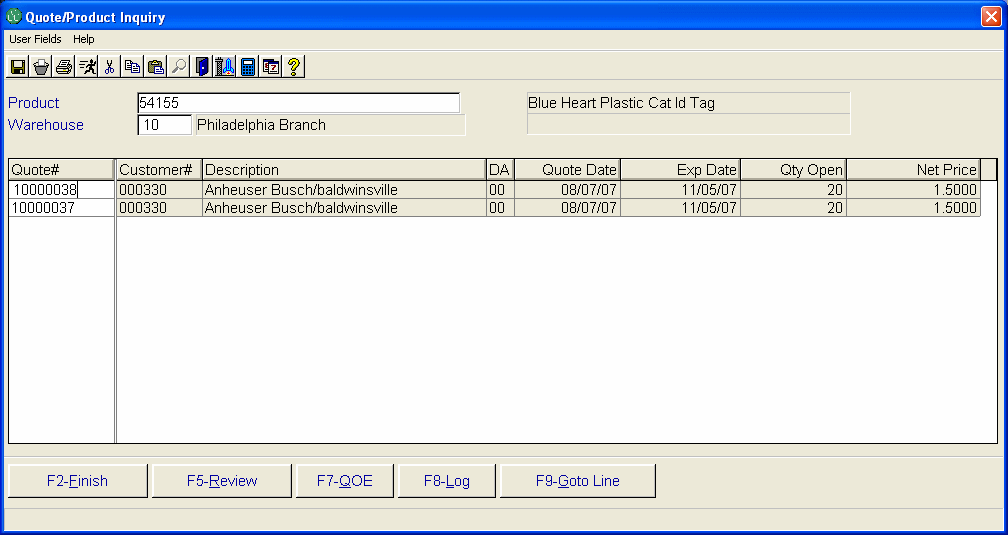 Quote/Product Inquiry
User Fields Help
Product 54155 Blue Heart Plastic Cat Id Tag
Warehouse 10 Philadelphia Branch
Quote# Customer# Description DA Quote Date Exp Date Qty Open Net Price
10000038 000330 Anheuser Busch/baldwinsville 00 08/07/07 11/05/07 20 1.5000
10000037 000330 Anheuser Busch/baldwinsville 00 08/07/07 11/05/07 20 1.5000
F2-Finish F5-Review F7-QOE F8-Log F9-Goto Line